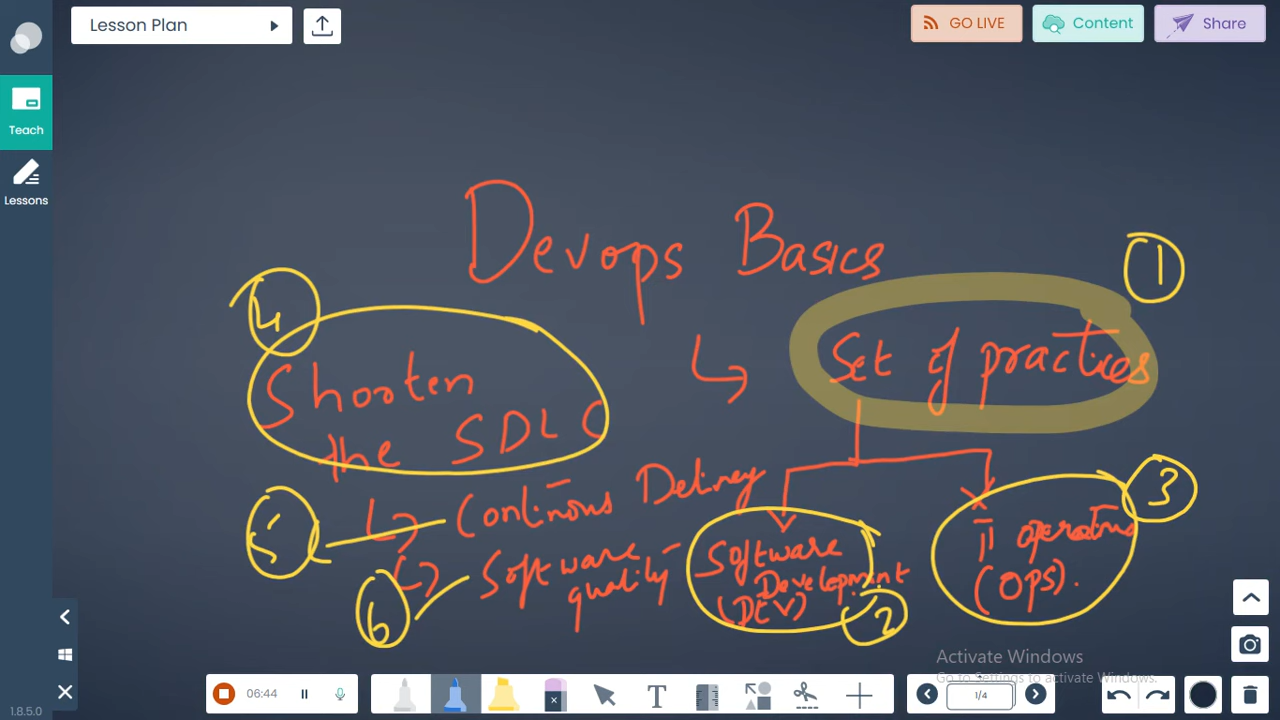 Lesson Plan
GO LIVE
Content
Share
Teach
Lessons
Devops Basics
1
4
Set of practices
Shorten
the SDLC
3
Continous Delivery
5
Software
quality
6
Software
Development
(DEV)
2
IT operations
(OPS).
Activate Windows
Go to Settings to activate Windows.
06:44
1/4
1.8.5.0